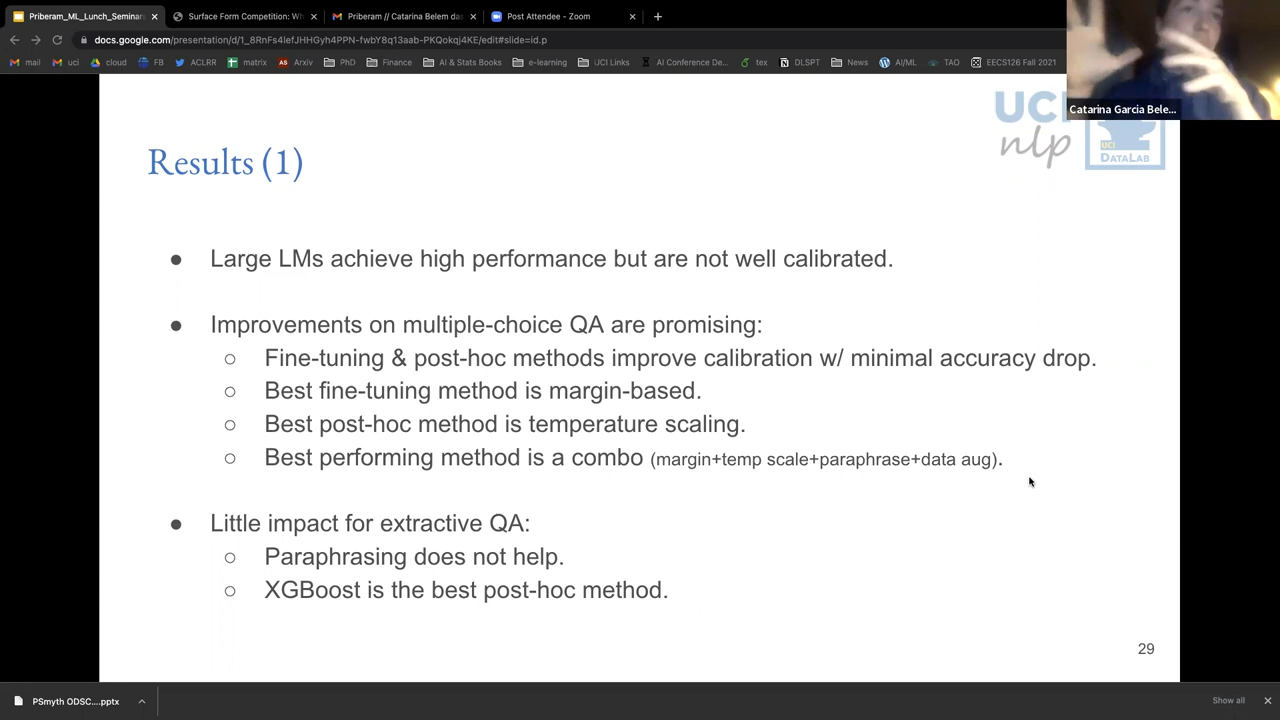 Priberam_ML_Lunch_Seminar
Surface Form Competition: Wh
Priberam // Catarina Belem das
Post Attendee - Zoom
docs.google.com/presentation/d/1_8RnFs4lefJHHGyh4PPN-fwbY8q13aab-PKQokqj4KE/edit#slide=id.p
mail
uci
cloud
FB
ACLRR
matrix
Arxiv
PhD
Finance
AI & Stats Books
e-learning
UCI Links
AI Conference De...
tex
DLSPT
News
AI/ML
TAO
EECS126 Fall 2021
Catarina Garcia Bele...
UCI
nlp
UCI
DATALAB
Results (1)
● Large LMs achieve high performance but are not well calibrated.
● Improvements on multiple-choice QA are promising:
○ Fine-tuning & post-hoc methods improve calibration w/ minimal accuracy drop.
○ Best fine-tuning method is margin-based.
○ Best post-hoc method is temperature scaling.
○ Best performing method is a combo (margin+temp scale+paraphrase+data aug).
● Little impact for extractive QA:
○ Paraphrasing does not help.
○ XGBoost is the best post-hoc method.
29
PSmyth ODSC....pptx
Show all